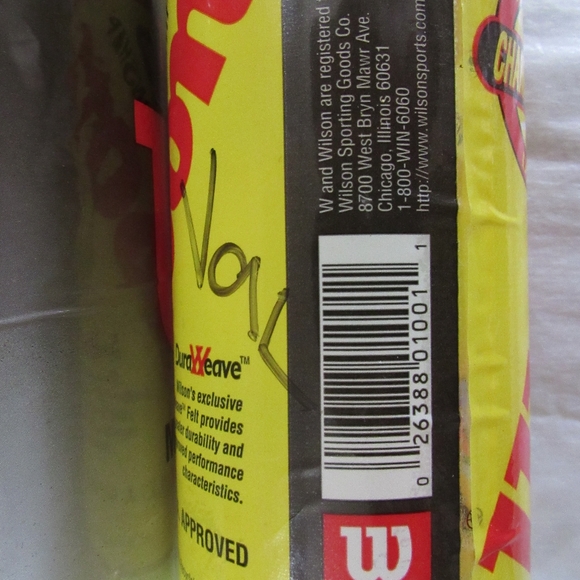 W and Wilson are registered
Wilson Sporting Goods Co.
8700 West Bryn Mawr Ave.
Chicago, Illinois 60631
1-800-WIN-6060
http://www.wilsonsports.com
0 26388 01001 1
W
DuraWeave™
exclusive
Felt provides
durability and
performance
characteristics.
APPROVED